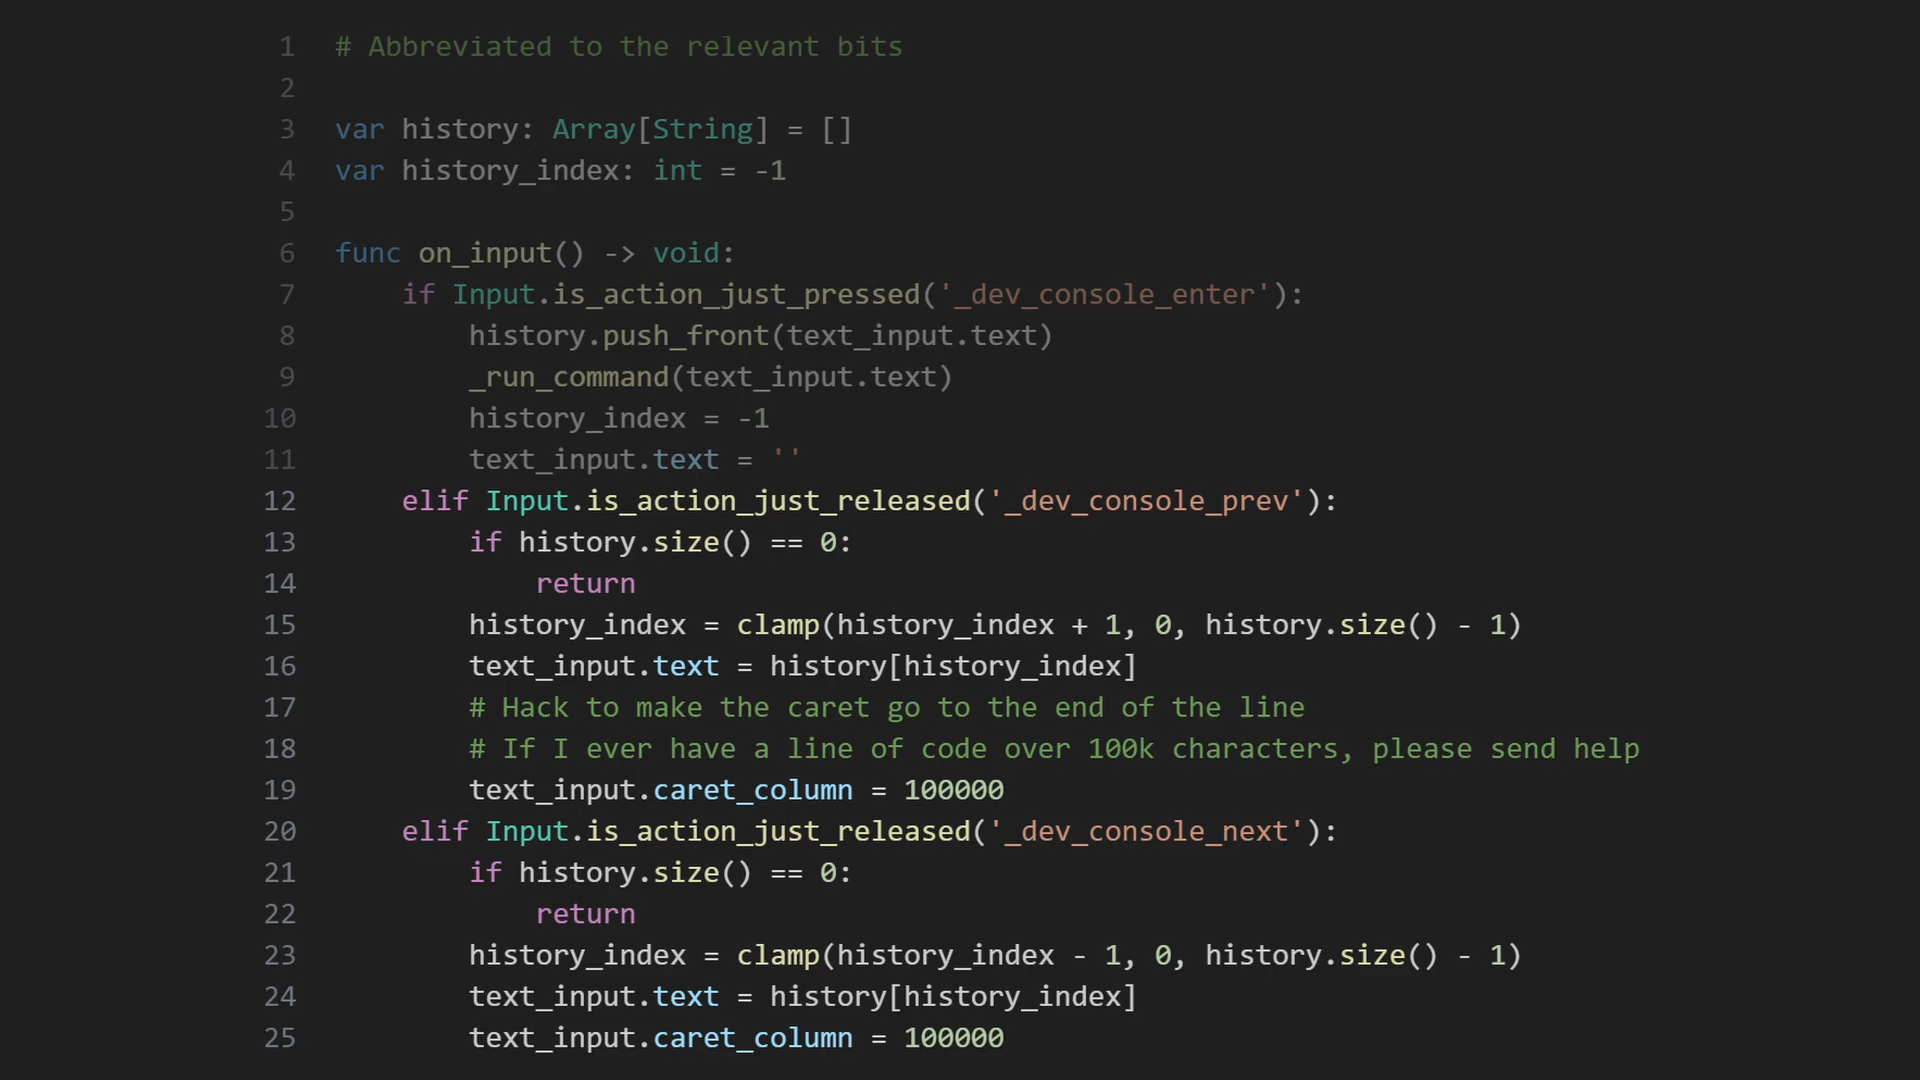 1 # Abbreviated to the relevant bits
2
3 var history: Array[String] = []
4 var history_index: int = -1
5
6 func on_input() -> void:
7     if Input.is_action_just_pressed('_dev_console_enter'):
8         history.push_front(text_input.text)
9         _run_command(text_input.text)
10         history_index = -1
11         text_input.text = ''
12     elif Input.is_action_just_released('_dev_console_prev'):
13         if history.size() == 0:
14             return
15         history_index = clamp(history_index + 1, 0, history.size() - 1)
16         text_input.text = history[history_index]
17         # Hack to make the caret go to the end of the line
18         # If I ever have a line of code over 100k characters, please send help
19         text_input.caret_column = 100000
20     elif Input.is_action_just_released('_dev_console_next'):
21         if history.size() == 0:
22             return
23         history_index = clamp(history_index - 1, 0, history.size() - 1)
24         text_input.text = history[history_index]
25         text_input.caret_column = 100000